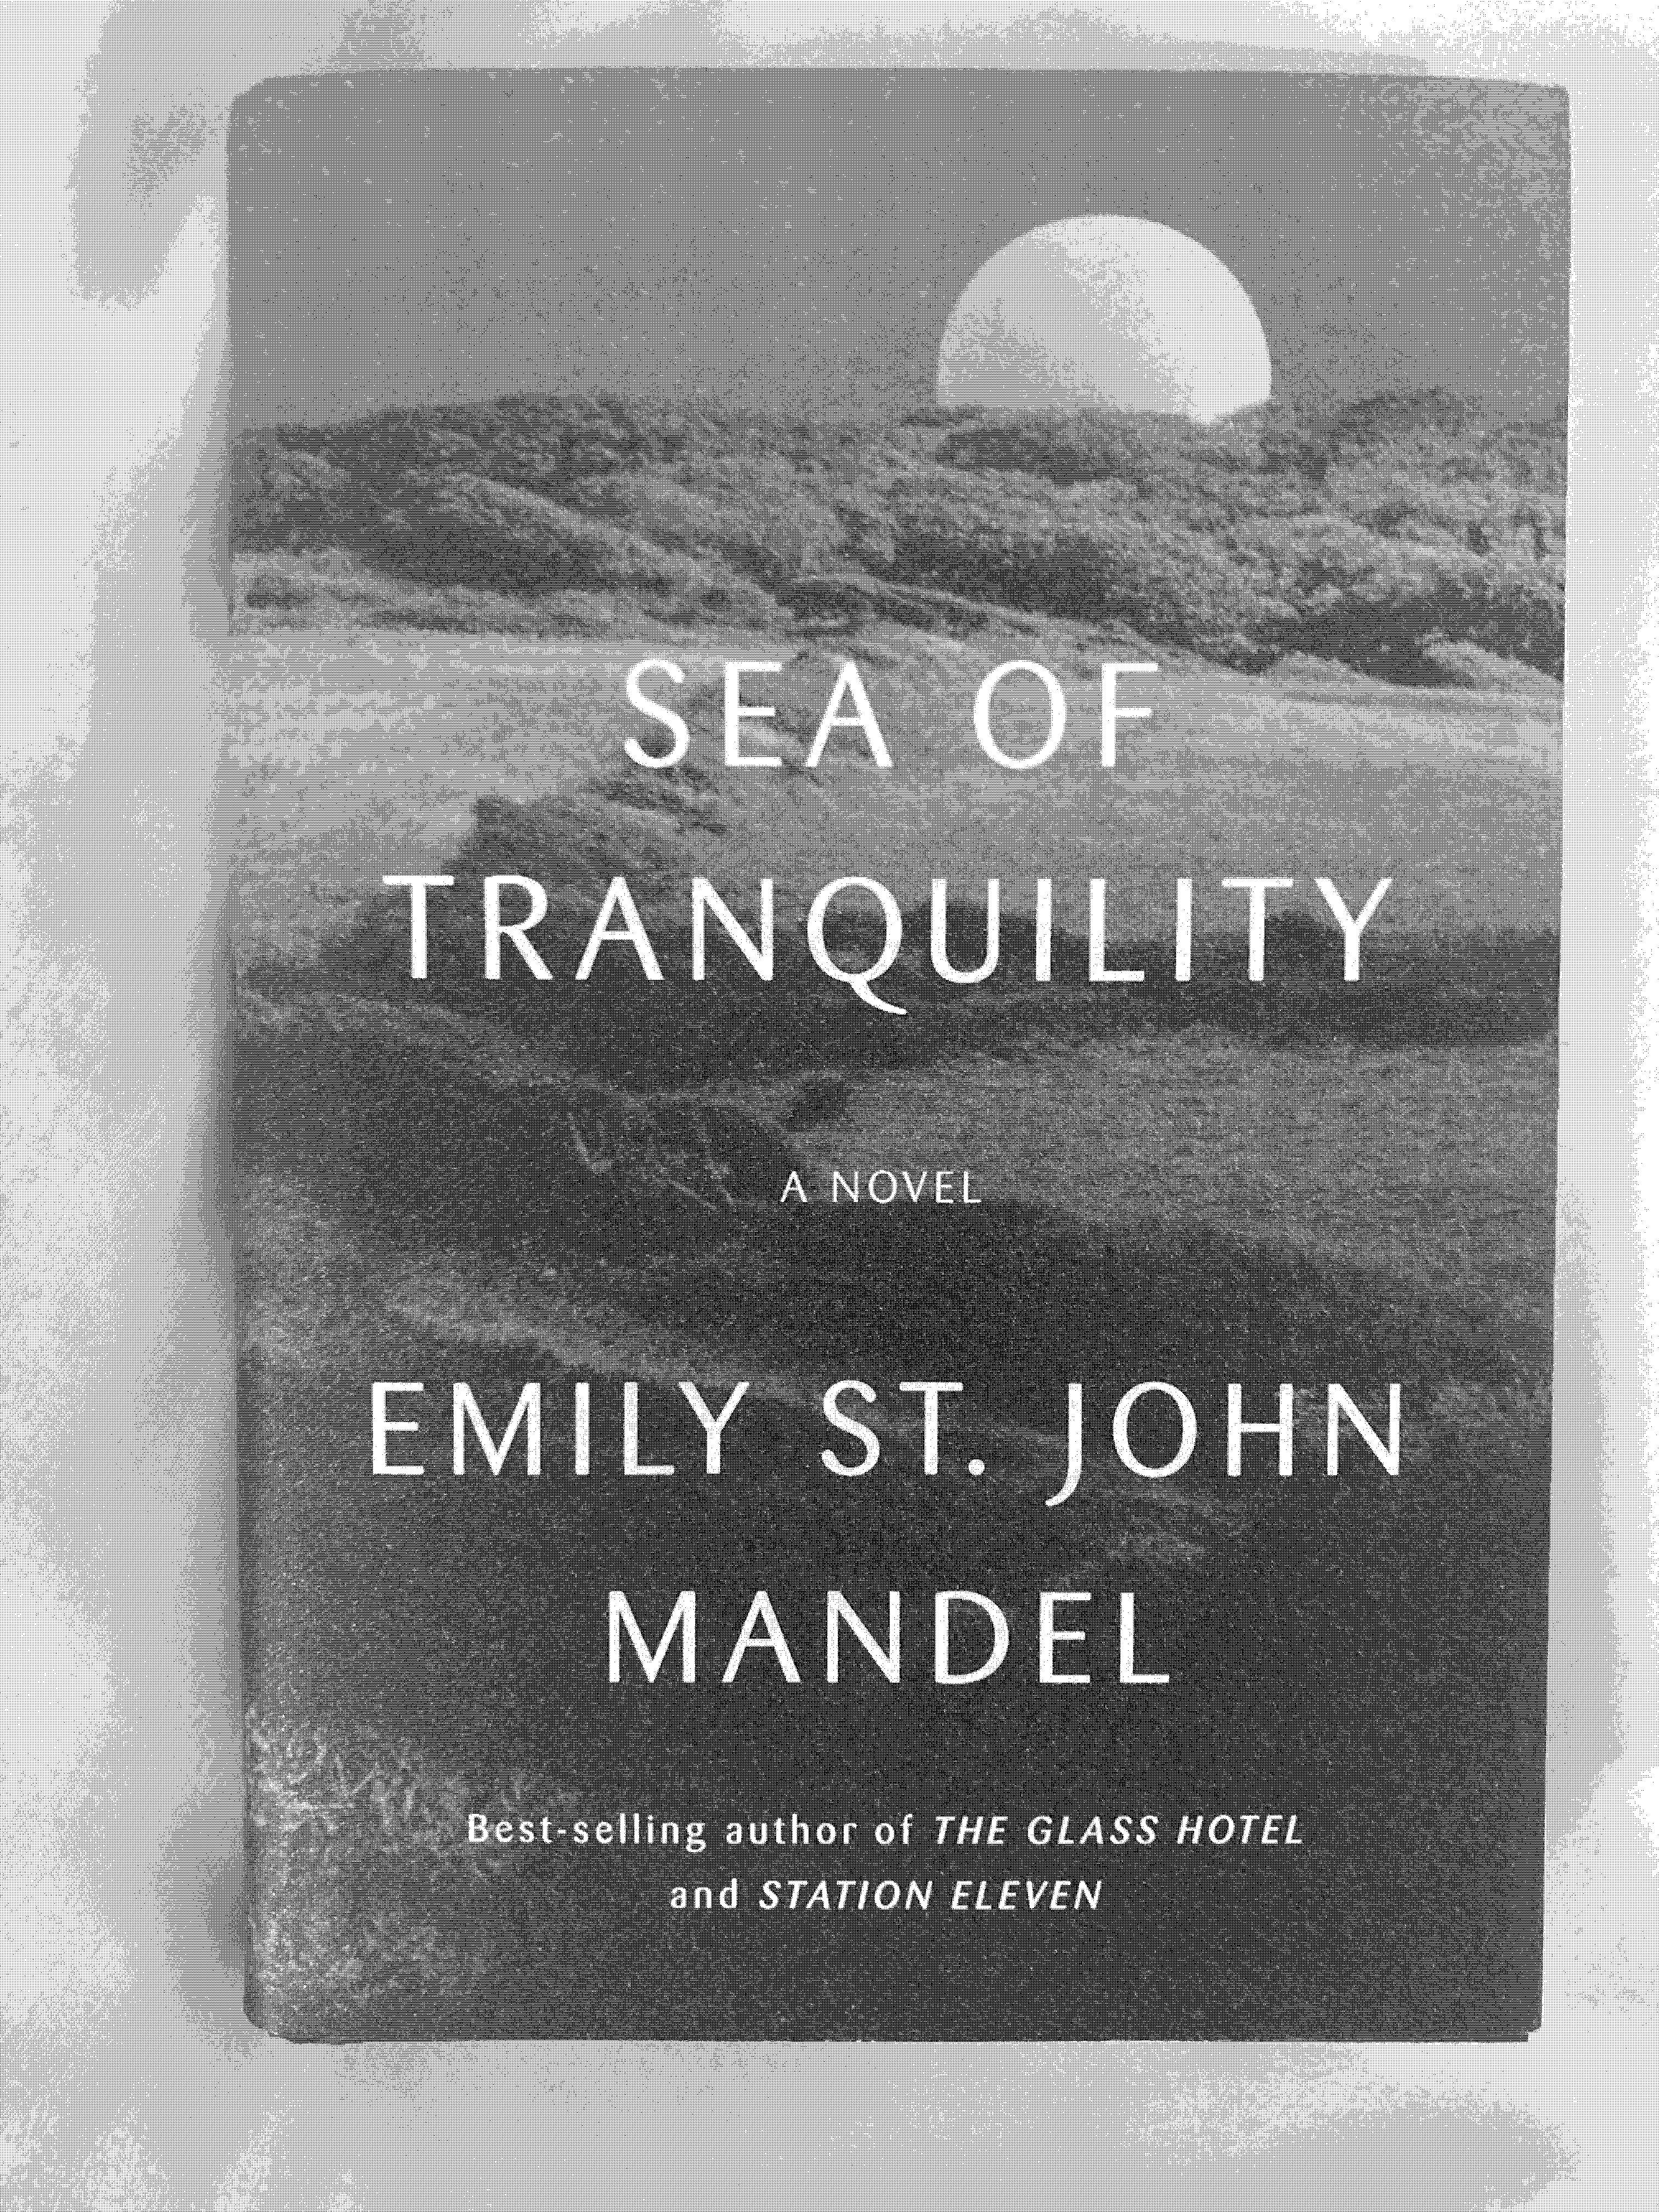 SEA OF
TRANQUILITY
A NOVEL
EMILY ST. JOHN
MANDEL
Best-selling author of THE GLASS HOTEL
and STATION ELEVEN